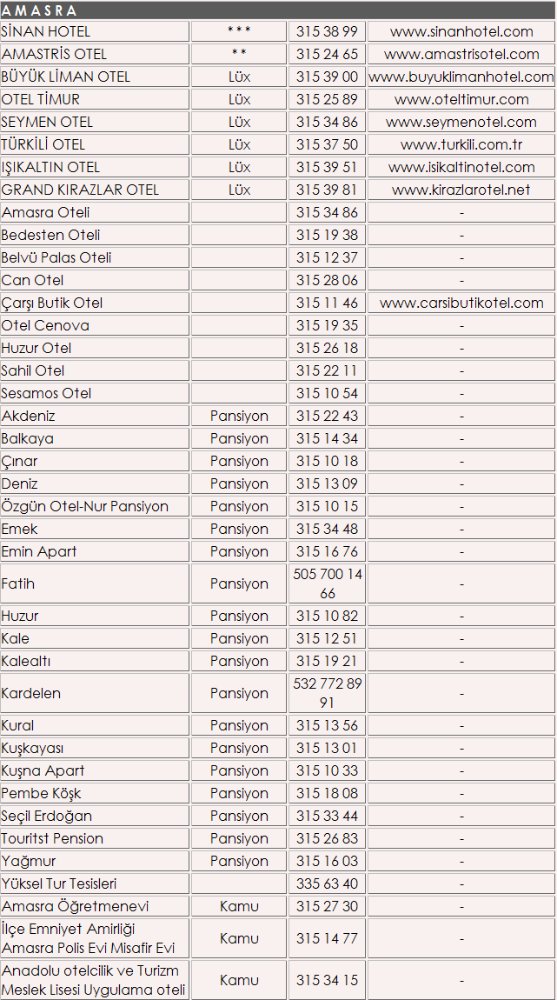 A M A S R A
SİNAN HOTEL * * * 315 38 99 www.sinanhotel.com
AMASTRİS OTEL * * 315 24 65 www.amastrisotel.com
BÜYÜK LİMAN OTEL Lüx 315 39 00 www.buyuklimanhotel.com
OTEL TİMUR Lüx 315 25 89 www.oteltimur.com
SEYMEN OTEL Lüx 315 34 86 www.seymenotel.com
TÜRKİLİ OTEL Lüx 315 37 50 www.turkili.com.tr
IŞIKALTIN OTEL Lüx 315 39 51 www.isikaltinotel.com
GRAND KIRAZLAR OTEL Lüx 315 39 81 www.kirazlarotel.net
Amasra Oteli 315 34 86 -
Bedesten Oteli 315 19 38 -
Belvü Palas Oteli 315 12 37 -
Can Otel 315 28 06 -
Çarşı Butik Otel 315 11 46 www.carsibutikotel.com
Otel Cenova 315 19 35 -
Huzur Otel 315 26 18 -
Sahil Otel 315 22 11 -
Sesamos Otel 315 10 54 -
Akdeniz Pansiyon 315 22 43 -
Balkaya Pansiyon 315 14 34 -
Çınar Pansiyon 315 10 18 -
Deniz Pansiyon 315 13 09 -
Özgün Otel-Nur Pansiyon Pansiyon 315 10 15 -
Emek Pansiyon 315 34 48 -
Emin Apart Pansiyon 315 16 76 -
Fatih Pansiyon 505 700 14
66 -
Huzur Pansiyon 315 10 82 -
Kale Pansiyon 315 12 51 -
Kalealtı Pansiyon 315 19 21 -
Kardelen Pansiyon 532 772 89
91 -
Kural Pansiyon 315 13 56 -
Kuşkayası Pansiyon 315 13 01 -
Kuşna Apart Pansiyon 315 10 33 -
Pembe Köşk Pansiyon 315 18 08 -
Seçil Erdoğan Pansiyon 315 33 44 -
Touritst Pension Pansiyon 315 26 83 -
Yağmur Pansiyon 315 16 03 -
Yüksel Tur Tesisleri 335 63 40 -
Amasra Öğretmenevi Kamu 315 27 30 -
İlçe Emniyet Amirliği
Amasra Polis Evi Misafir Evi Kamu 315 14 77 -
Anadolu otelcilik ve Turizm
Meslek Lisesi Uygulama oteli Kamu 315 34 15 -